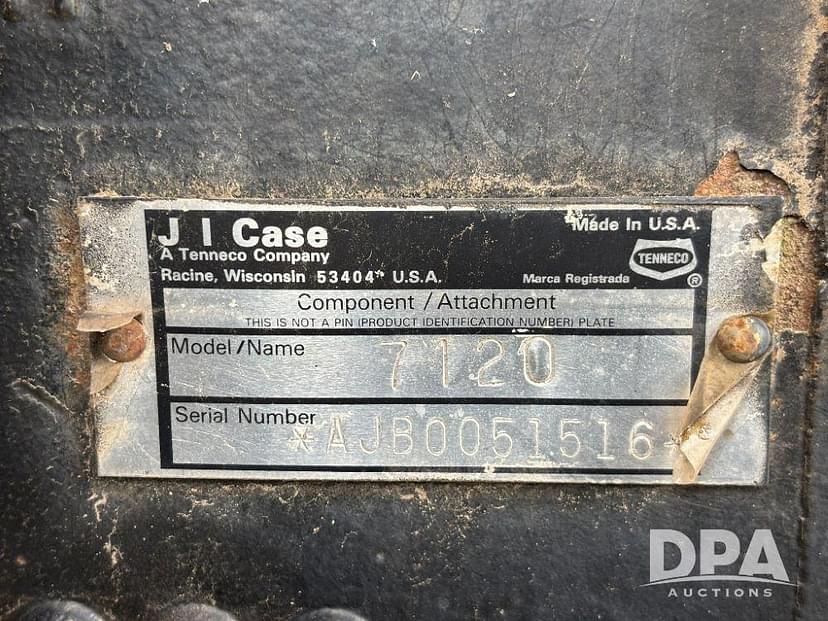 J I Case
A Tenneco Company
Racine, Wisconsin 53404 U.S.A.
Made In U.S.A.
TENNECO
Marca Registrada ®
Component / Attachment
THIS IS NOT A PIN (PRODUCT IDENTIFICATION NUMBER) PLATE
Model/Name 7120
Serial Number *AJB0051516*
DPA
AUCTIONS